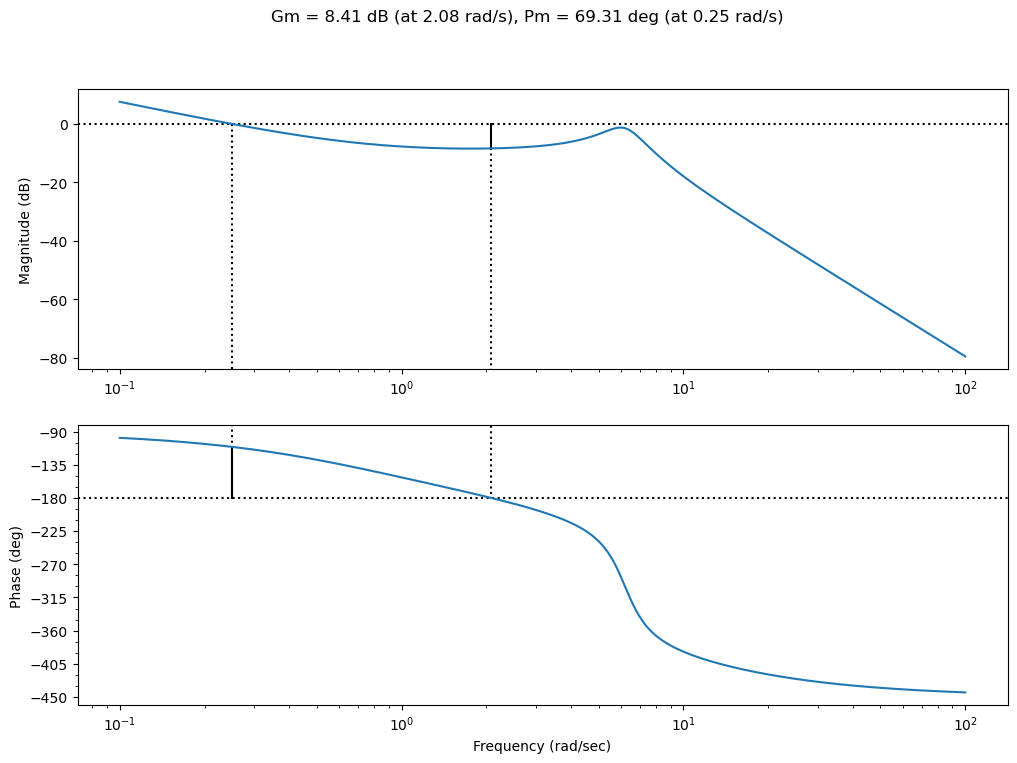 Gm = 8.41 dB (at 2.08 rad/s), Pm = 69.31 deg (at 0.25 rad/s)
Magnitude (dB)
0
−20
−40
−60
−80
10⁻¹ 10⁰ 10¹ 10²
Phase (deg)
−90
−135
−180
−225
−270
−315
−360
−405
−450
10⁻¹ 10⁰ 10¹ 10²
Frequency (rad/sec)